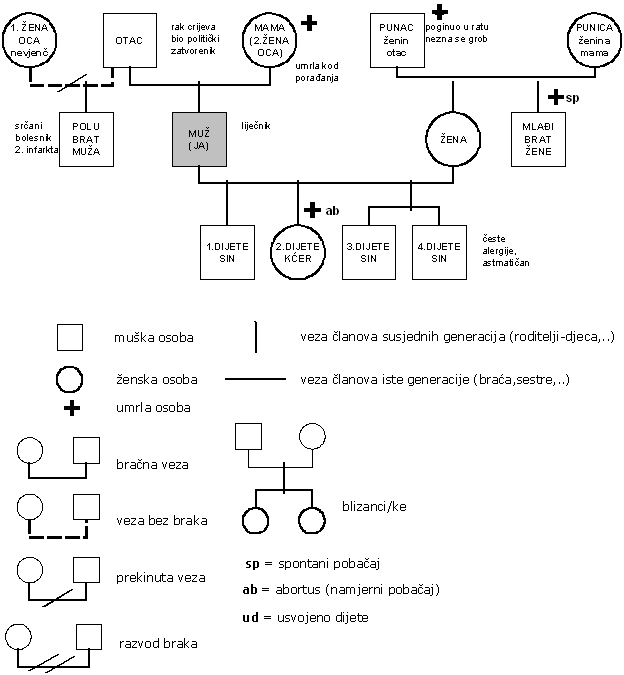 1. ŽENA
OCA
nevjenč.
OTAC
rak crijeva
bio politički
zatvorenik
MAMA
(2.ŽENA
OCA)
umrla kod
porađanja
PUNAC
ženin
otac
poginuo u ratu
nezna se grob
PUNICA
ženina
mama
srčani
bolesnik
2. infarkta
POLU
BRAT
MUŽA
MUŽ
(JA)
liječnik
ŽENA
sp
MLAĐI
BRAT
ŽENE
ab
1.DIJETE
SIN
2.DIJETE
KĆER
3.DIJETE
SIN
4.DIJETE
SIN
česte
alergije,
astmatičan
muška osoba
veza članova susjednih generacija (roditelji-djeca,..)
ženska osoba
veza članova iste generacije (braća,sestre,..)
umrla osoba
bračna veza
veza bez braka
blizanci/ke
prekinuta veza
sp = spontani pobačaj
ab = abortus (namjerni pobačaj)
ud = usvojeno dijete
razvod braka